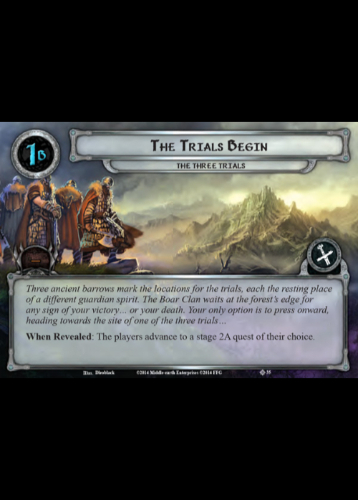 1B
THE TRIALS BEGIN
THE THREE TRIALS
Three ancient barrows mark the locations for the trials, each the resting place
of a different guardian spirit. The Boar Clan waits at the forest's edge for
any sign of your victory… or your death. Your only option is to press onward,
heading towards the site of one of the three trials…
When Revealed: The players advance to a stage 2A quest of their choice.
Illus. Dleoblack ©2014 Middle-earth Enterprises ©2014 FFG 35